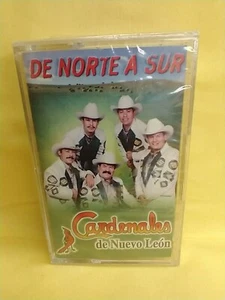 DE NORTE A SUR
Cardenales
de Nuevo León